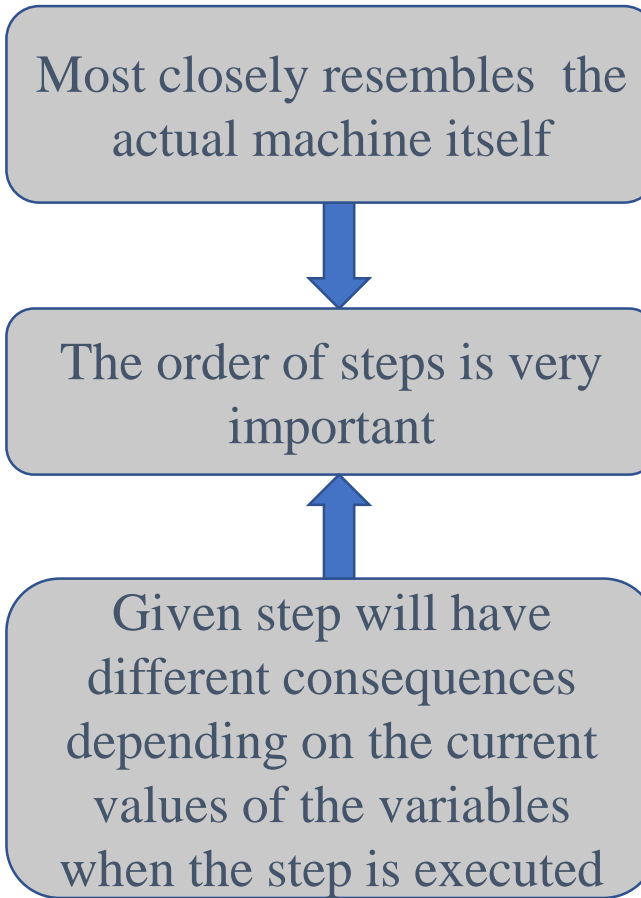 Most closely resembles  the
actual machine itself
The order of steps is very
important
Given step will have
different consequences
depending on the current
values of the variables
when the step is executed